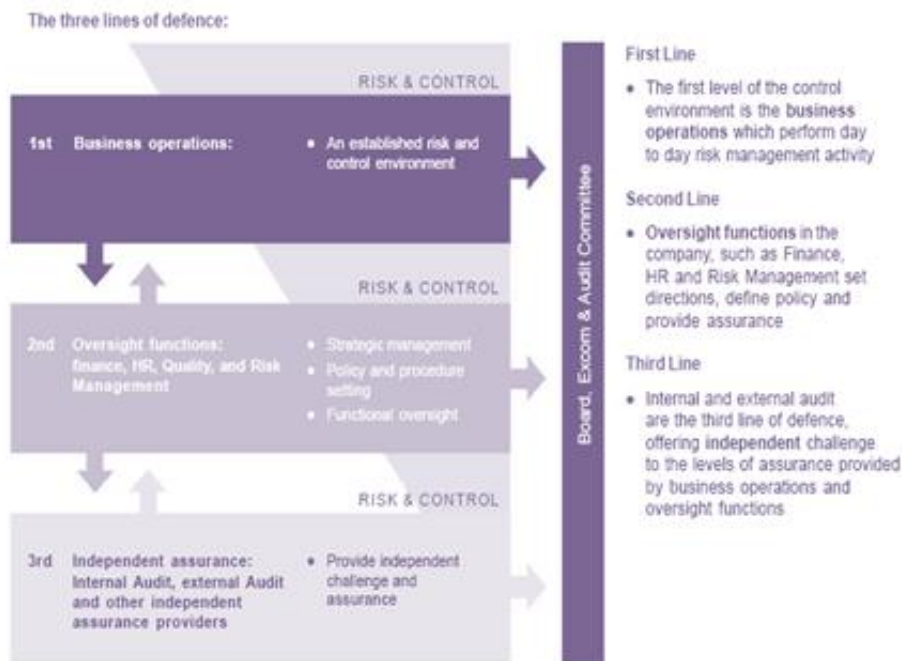 The three lines of defence:
RISK & CONTROL
1st Business operations:
• An established risk and
control environment
RISK & CONTROL
2nd Oversight functions:
finance, HR, Quality, and Risk
Management
• Strategic management
• Policy and procedure
setting
• Functional oversight
RISK & CONTROL
3rd Independent assurance:
Internal Audit, external Audit
and other independent
assurance providers
• Provide independent
challenge and
assurance
Board, Excom & Audit Committee
First Line
• The first level of the control
environment is the business
operations which perform day
to day risk management activity
Second Line
• Oversight functions in the
company, such as Finance,
HR and Risk Management set
directions, define policy and
provide assurance
Third Line
• Internal and external audit
are the third line of defence,
offering independent challenge
to the levels of assurance provided
by business operations and
oversight functions